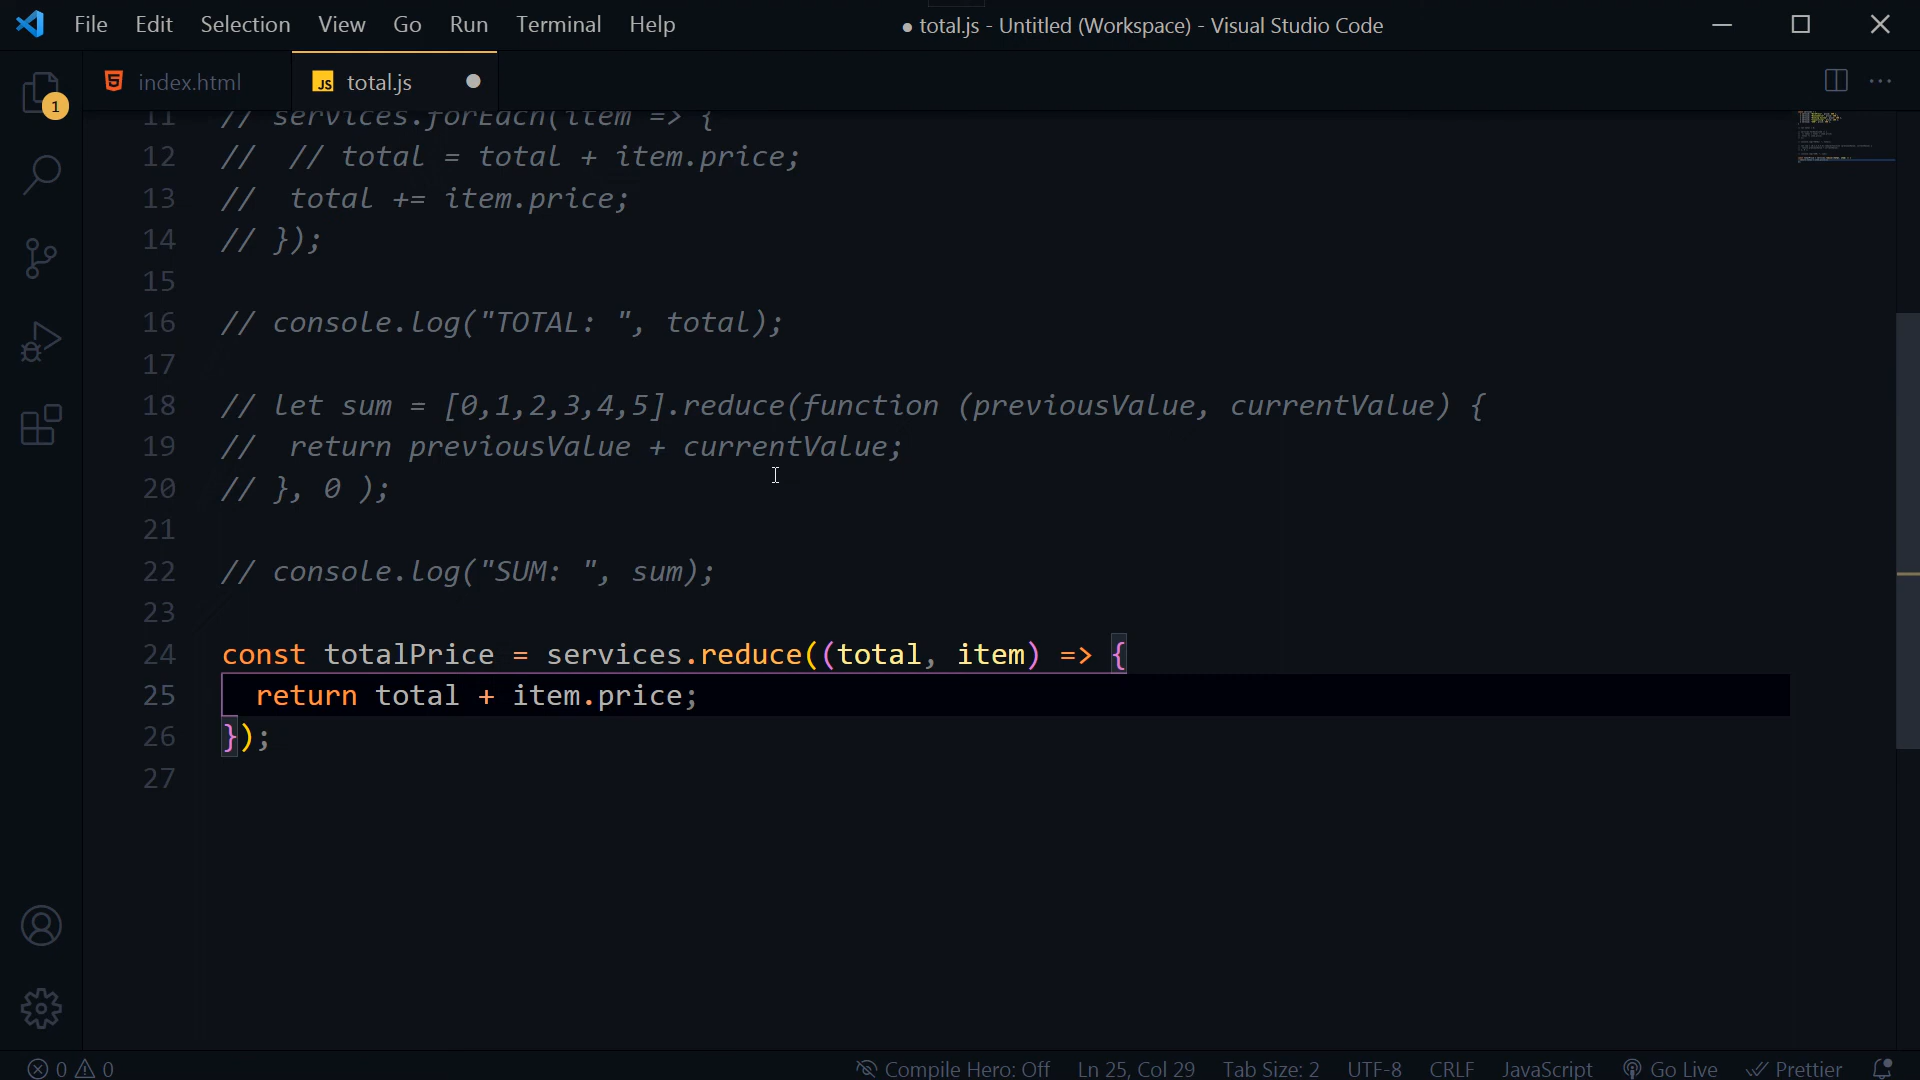 File Edit Selection View Go Run Terminal Help
● total.js - Untitled (Workspace) - Visual Studio Code
index.html
JS total.js
1
11 // services.forEach(item => {
12 //  // total = total + item.price;
13 //  total += item.price;
14 // });
15
16 // console.log("TOTAL: ", total);
17
18 // let sum = [0,1,2,3,4,5].reduce(function (previousValue, currentValue) {
19 //  return previousValue + currentValue;
20 // }, 0 );
21
22 // console.log("SUM: ", sum);
23
24 const totalPrice = services.reduce((total, item) => {
25   return total + item.price;
26 });
27
0 0 Compile Hero: Off Ln 25, Col 29 Tab Size: 2 UTF-8 CRLF JavaScript Go Live Prettier